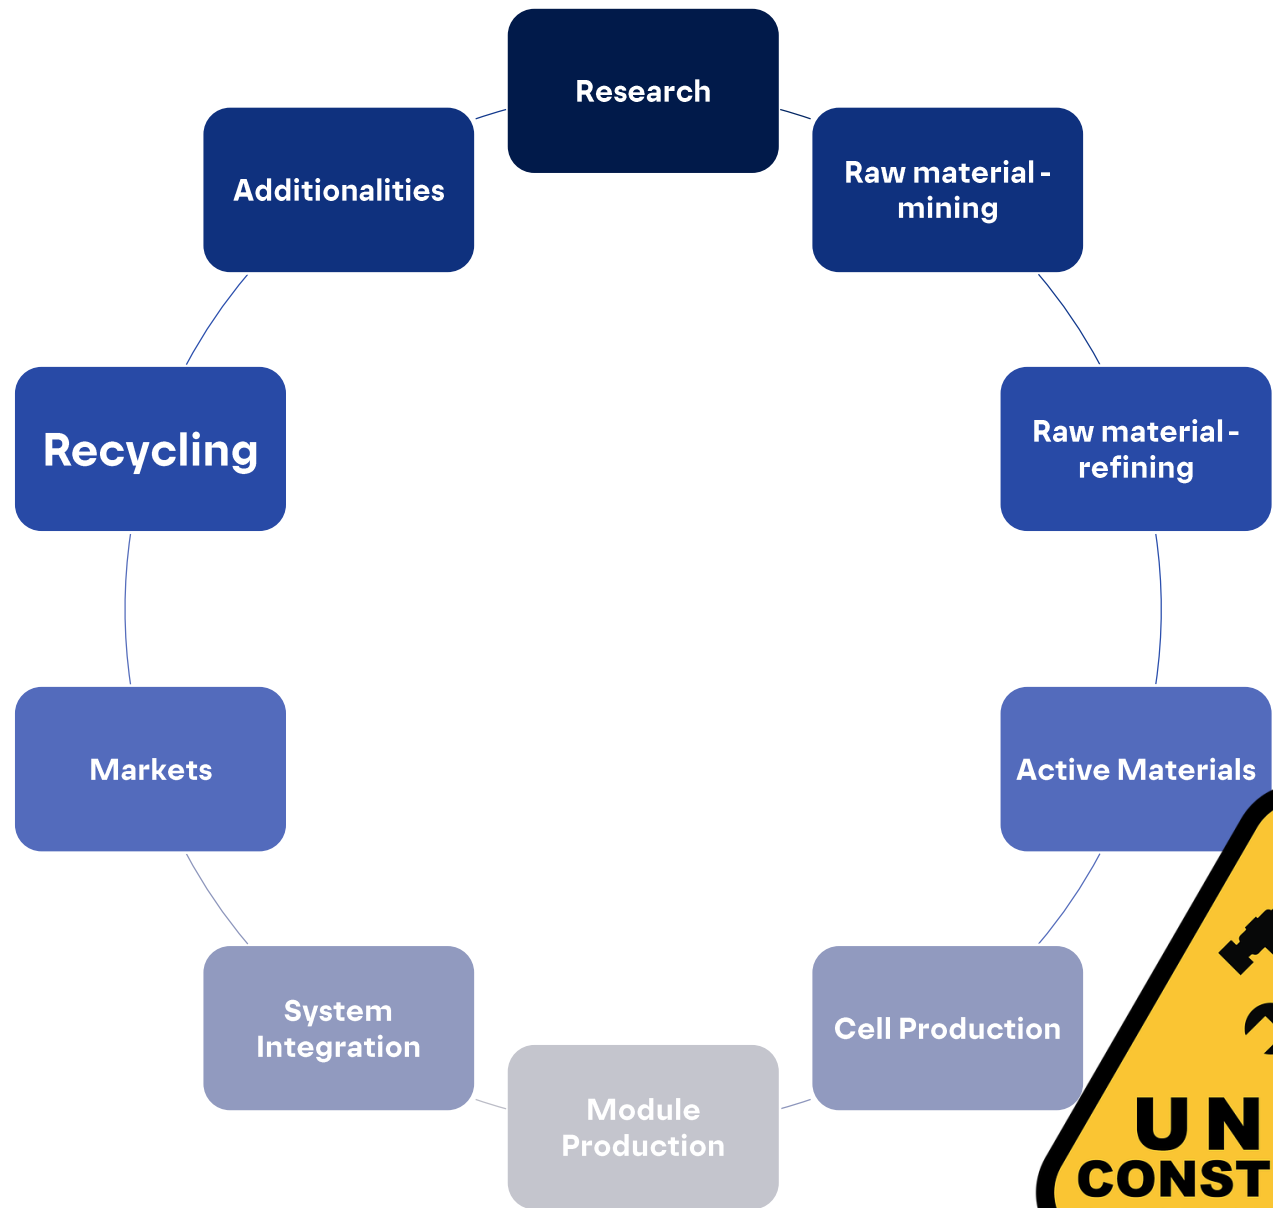 Research
Raw material -
mining
Raw material -
refining
Active Materials
Cell Production
Module
Production
System
Integration
Markets
Recycling
Additionalities
UN
CONST